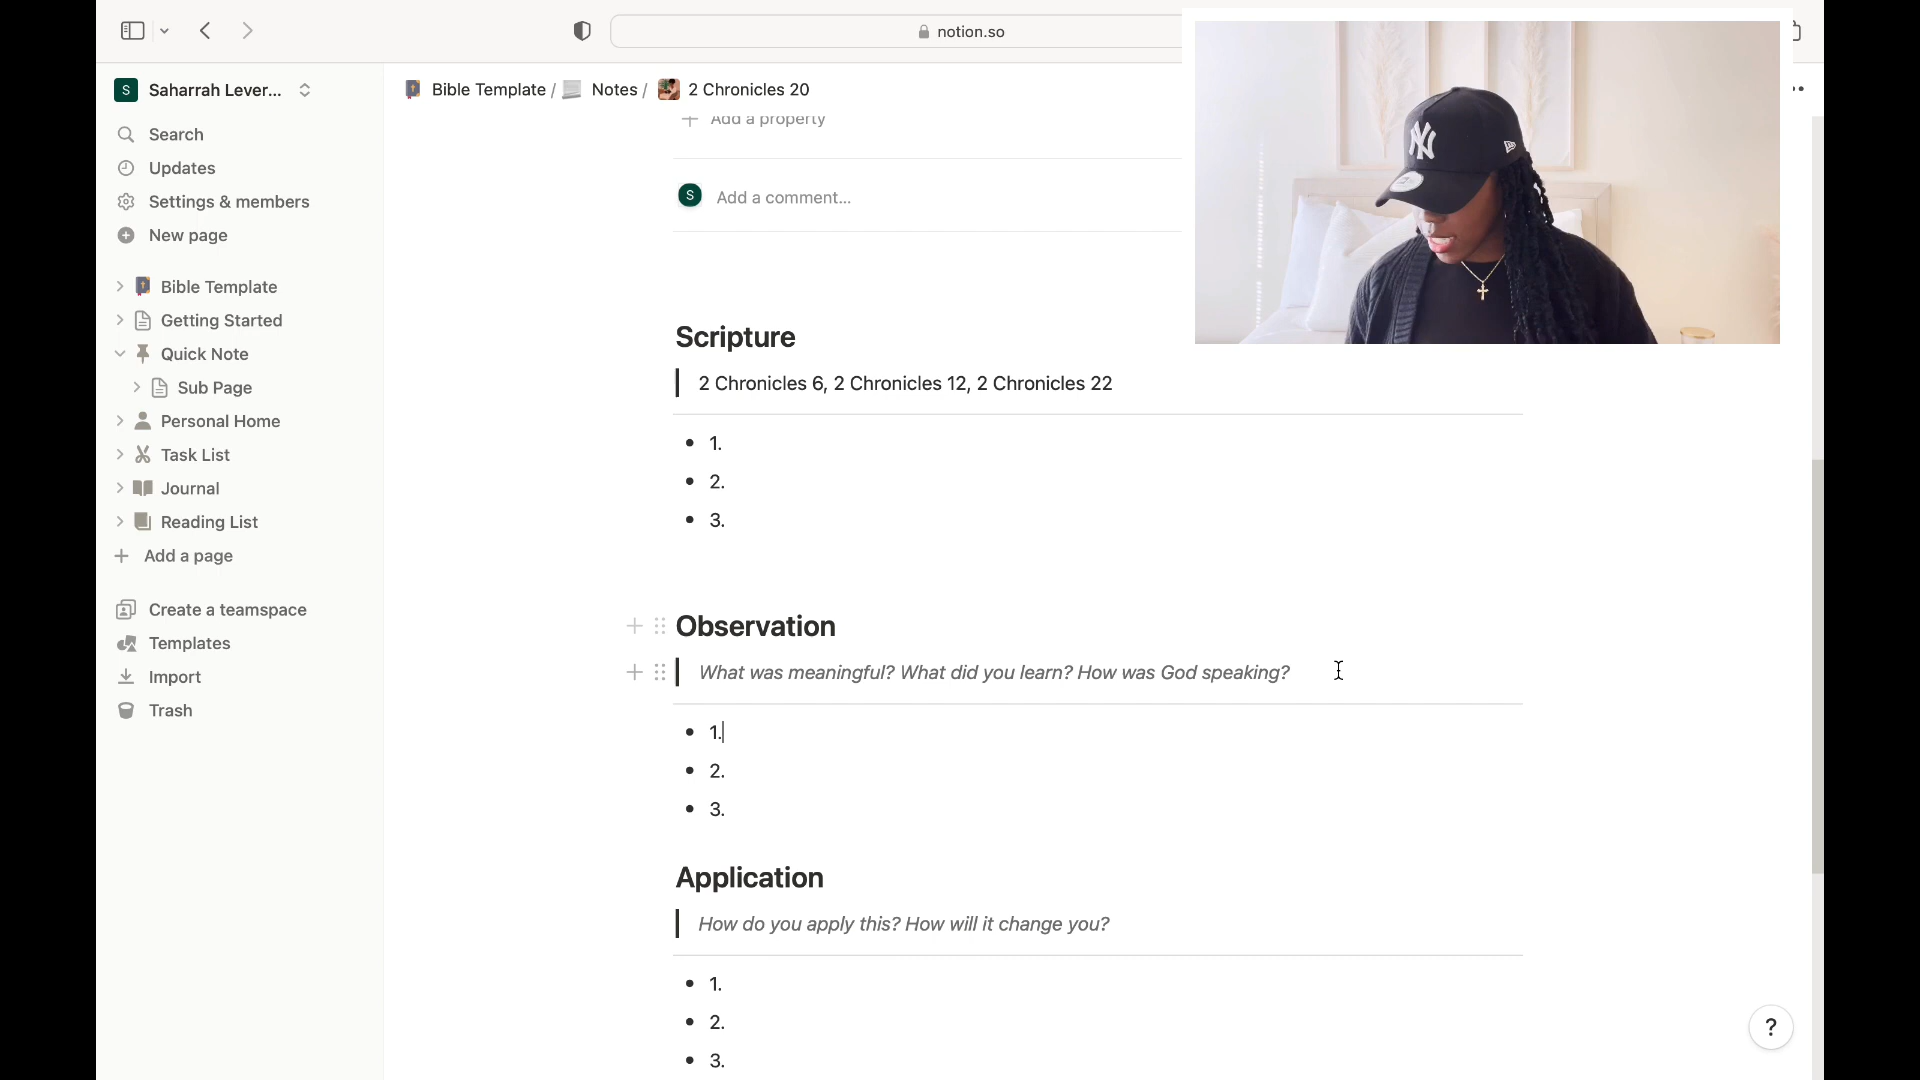 notion.so
S Saharrah Lever...
Bible Template / Notes / 2 Chronicles 20
Search
Updates
Settings & members
New page
Bible Template
Getting Started
Quick Note
Sub Page
Personal Home
Task List
Journal
Reading List
Add a page
Create a teamspace
Templates
Import
Trash
Add a property
S Add a comment...
NY
Scripture
2 Chronicles 6, 2 Chronicles 12, 2 Chronicles 22
• 1.
• 2.
• 3.
Observation
What was meaningful? What did you learn? How was God speaking?
• 1.
• 2.
• 3.
Application
How do you apply this? How will it change you?
• 1.
• 2.
• 3.
?